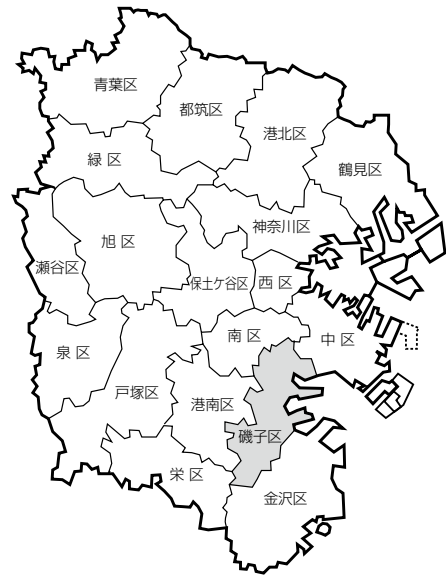 青葉区
都筑区
港北区
緑 区
鶴見区
神奈川区
旭 区
瀬谷区
保土ケ谷区
西 区
南 区
中 区
泉 区
戸塚区
港南区
磯子区
栄 区
金沢区